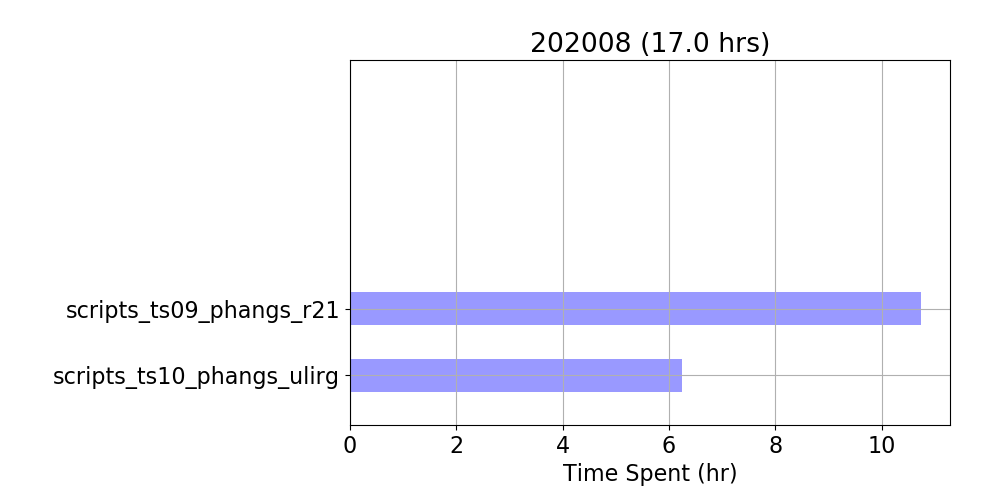 202008 (17.0 hrs)
scripts_ts09_phangs_r21
scripts_ts10_phangs_ulirg
0 2 4 6 8 10
Time Spent (hr)